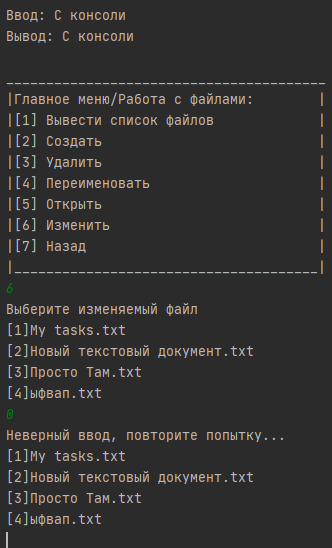 Ввод: С консоли
Вывод: С консоли
________________________________________
|Главное меню/Работа с файлами:        |
|[1] Вывести список файлов             |
|[2] Создать                           |
|[3] Удалить                           |
|[4] Переименовать                     |
|[5] Открыть                           |
|[6] Изменить                          |
|[7] Назад                             |
|______________________________________|
6
Выберите изменяемый файл
[1]My tasks.txt
[2]Новый текстовый документ.txt
[3]Просто Там.txt
[4]ыфвап.txt
@
Неверный ввод, повторите попытку...
[1]My tasks.txt
[2]Новый текстовый документ.txt
[3]Просто Там.txt
[4]ыфвап.txt